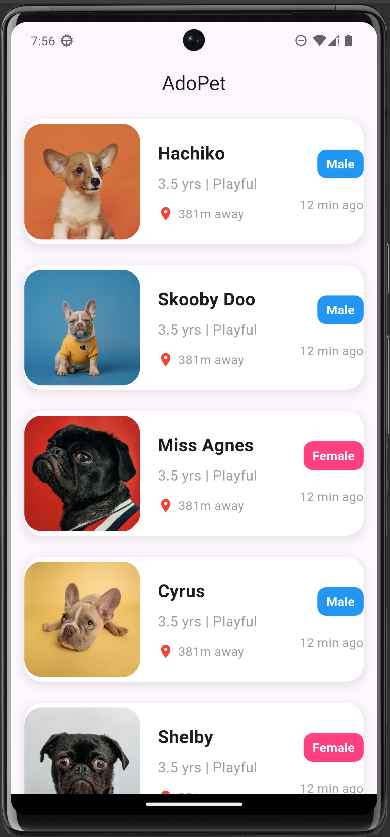 7:56
AdoPet
Hachiko
Male
3.5 yrs | Playful
381m away
12 min ago
Skooby Doo
Male
3.5 yrs | Playful
381m away
12 min ago
Miss Agnes
Female
3.5 yrs | Playful
381m away
12 min ago
Cyrus
Male
3.5 yrs | Playful
381m away
12 min ago
Shelby
Female
3.5 yrs | Playful
12 min ago